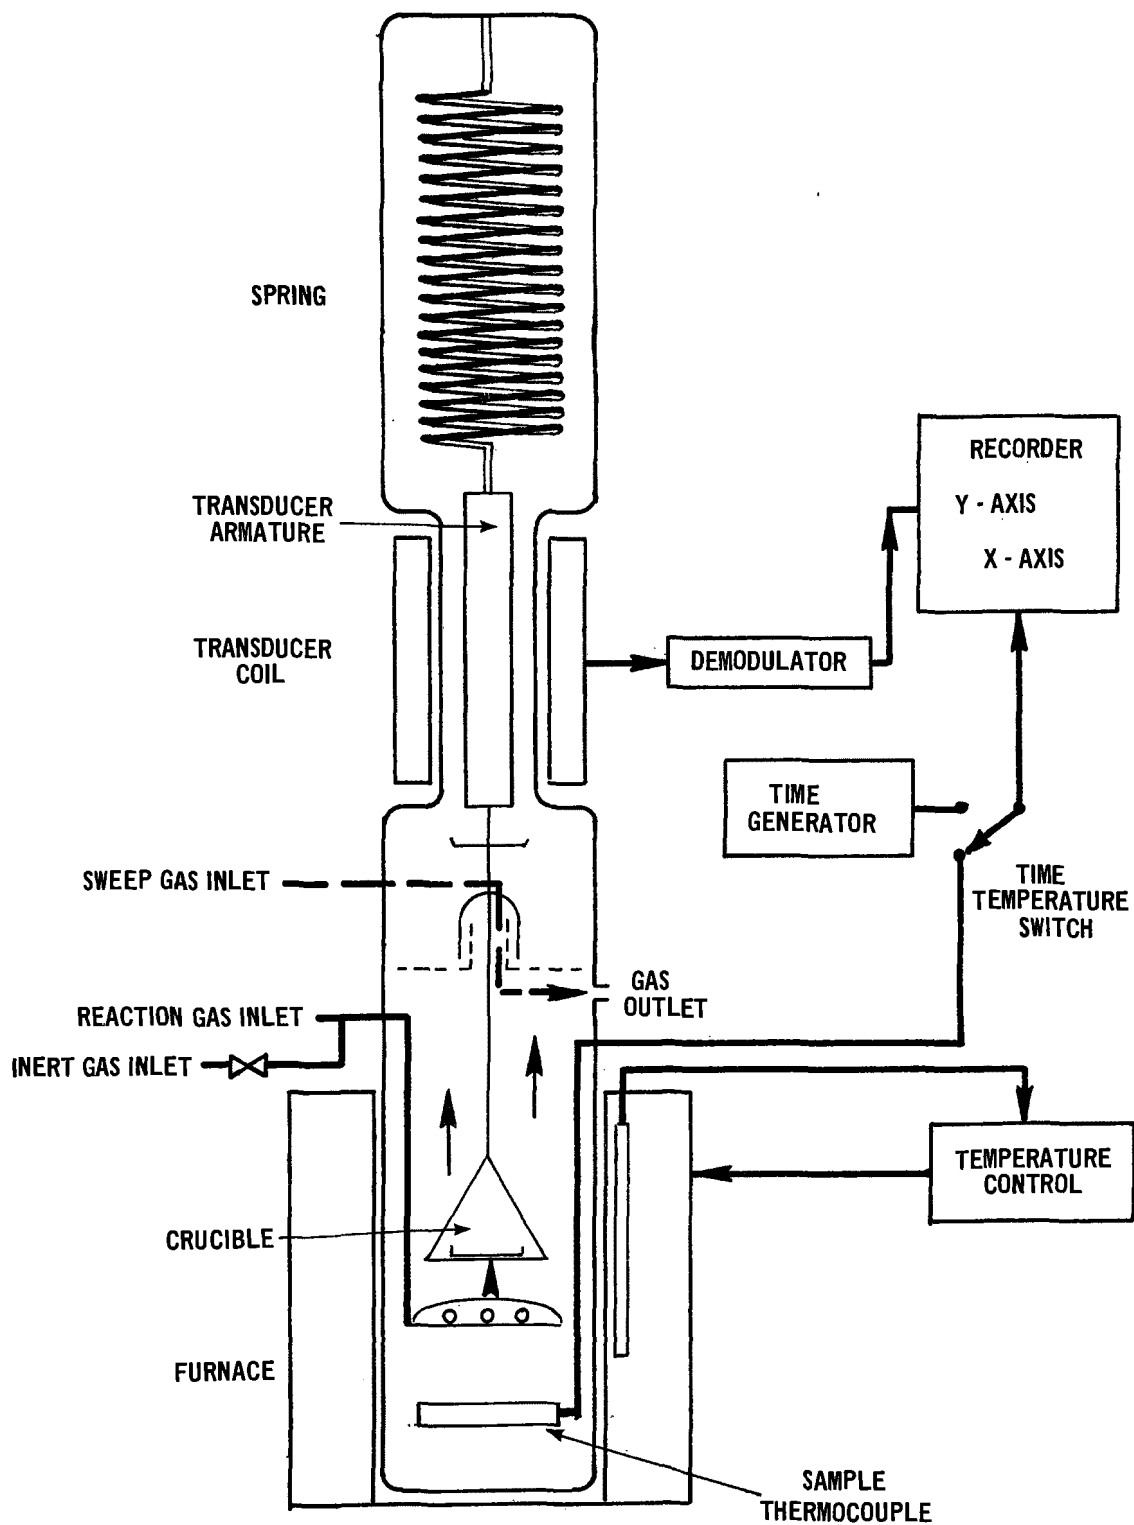 SPRING
RECORDER
Y - AXIS
X - AXIS
TRANSDUCER
ARMATURE
TRANSDUCER
COIL
DEMODULATOR
TIME
GENERATOR
TIME
TEMPERATURE
SWITCH
SWEEP GAS INLET
GAS
OUTLET
REACTION GAS INLET
INERT GAS INLET
TEMPERATURE
CONTROL
CRUCIBLE
FURNACE
SAMPLE
THERMOCOUPLE